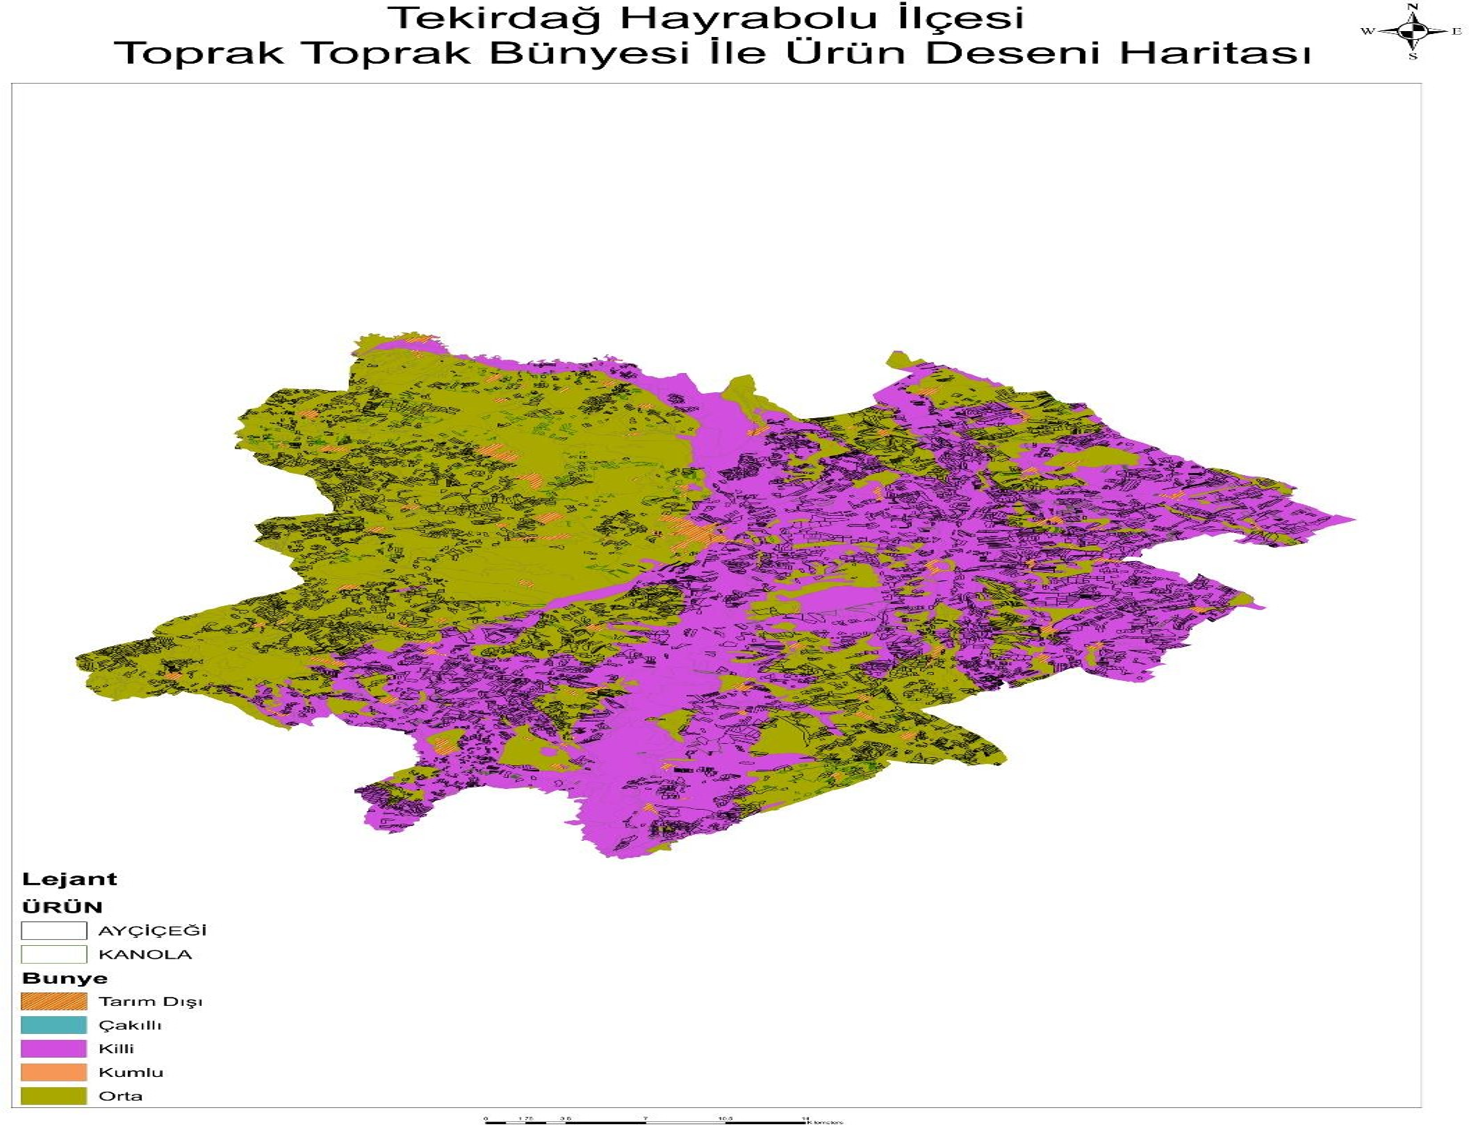 Tekirdağ Hayrabolu İlçesi
Toprak Toprak Bünyesi İle Ürün Deseni Haritası
N
W E
S
Lejant
ÜRÜN
AYÇİÇEĞİ
KANOLA
Bunye
Tarım Dışı
Çakıllı
Killi
Kumlu
Orta
0 1.75 3.5 7 10.5 14
Kilometers